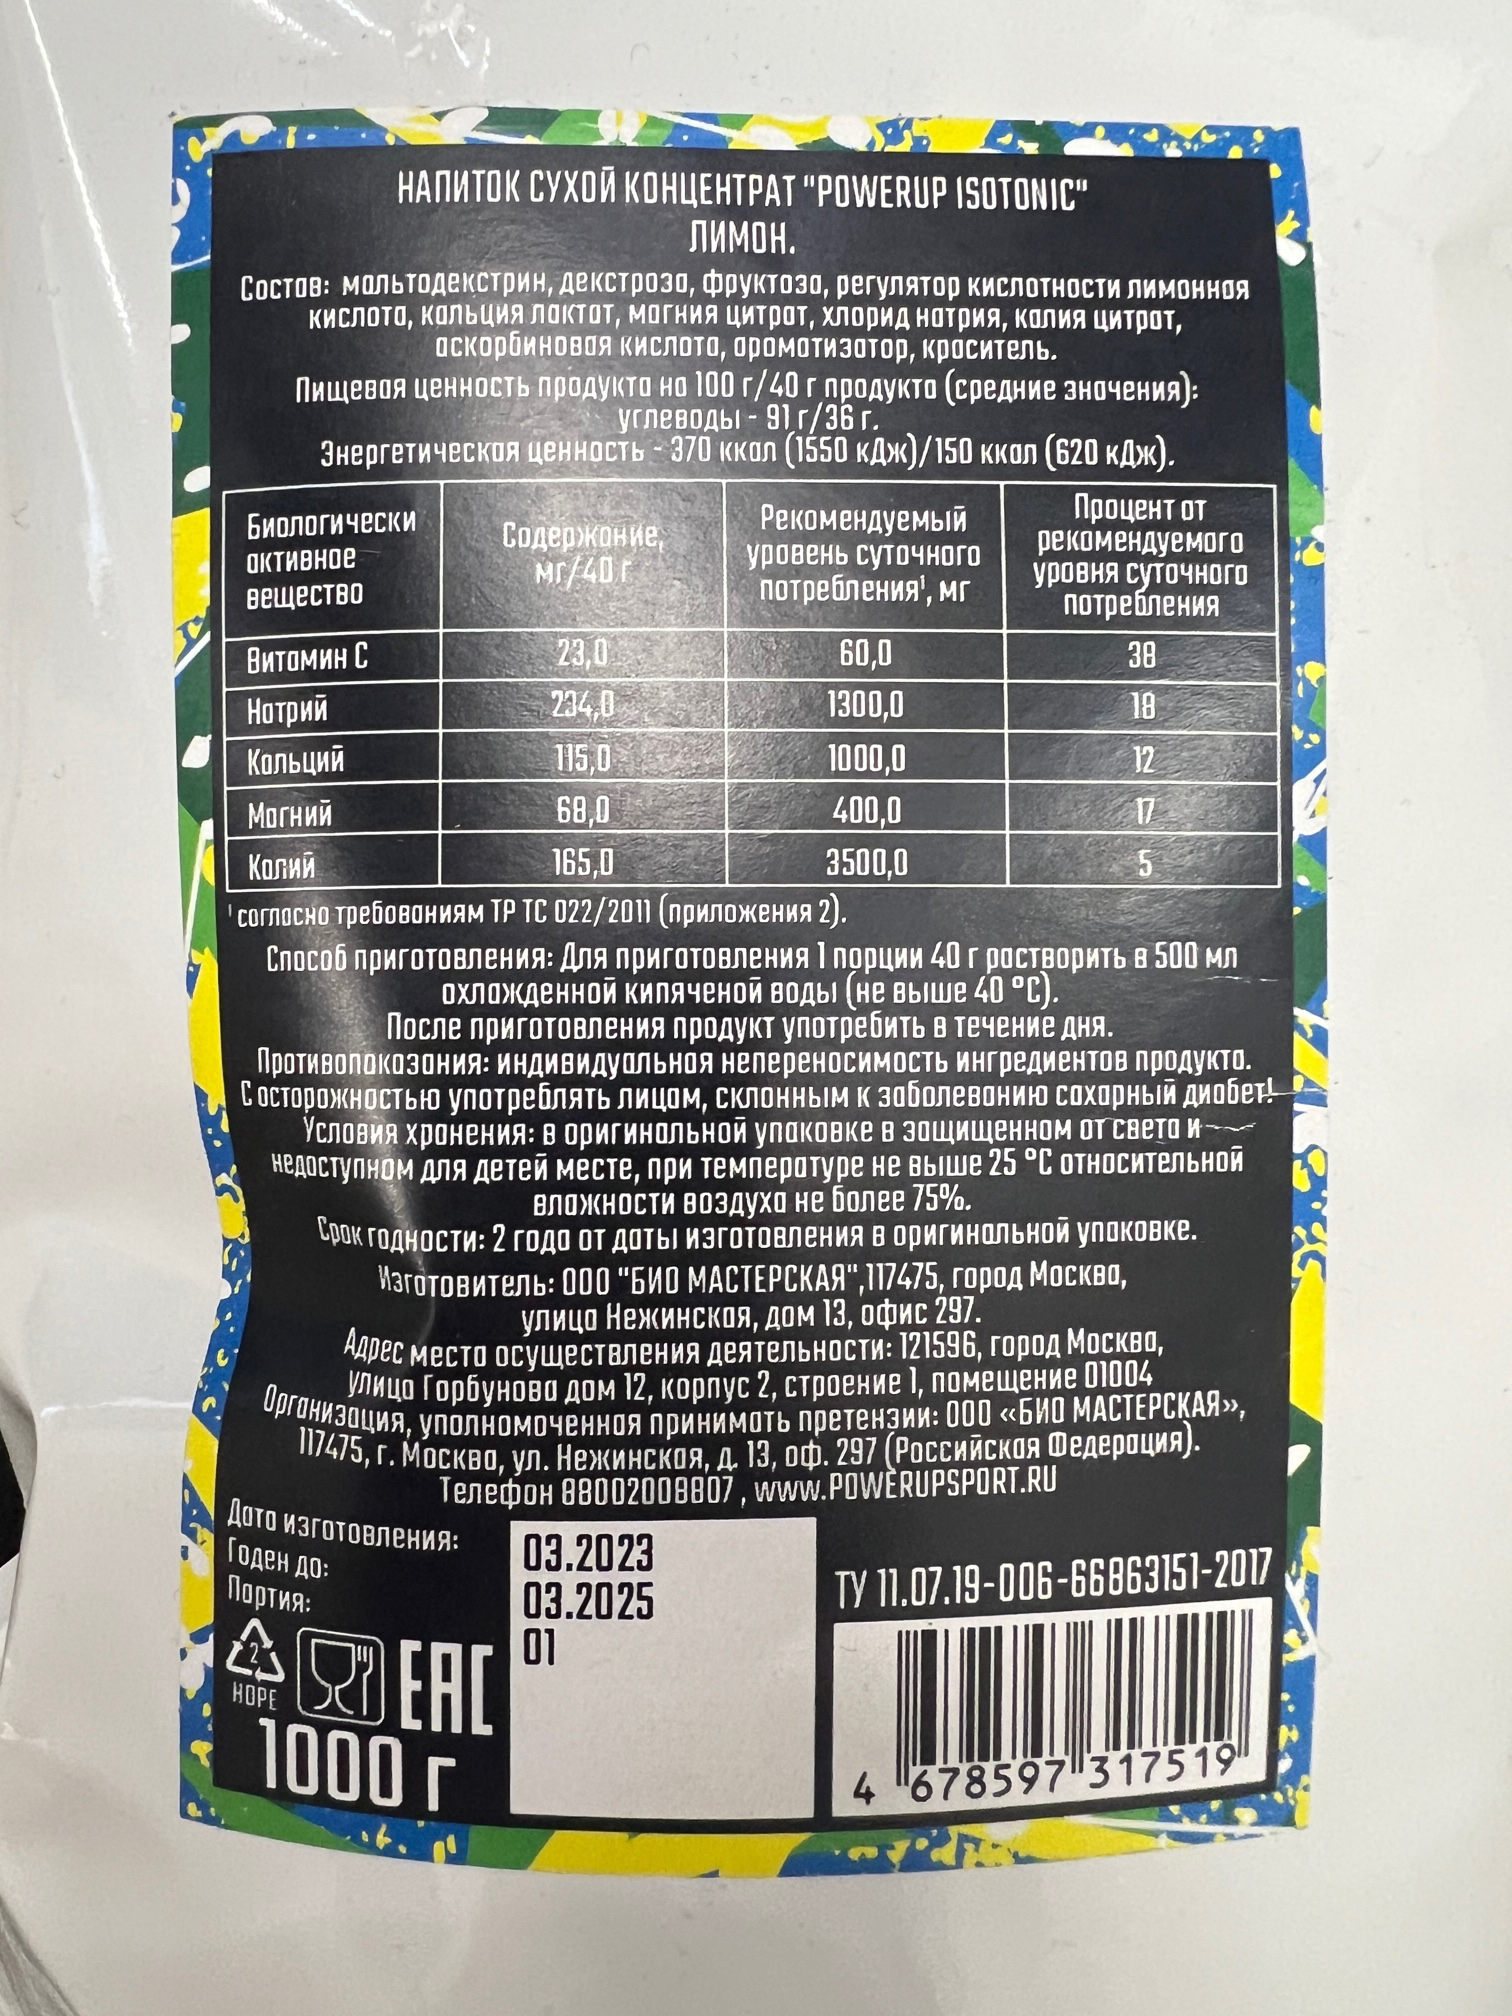 НАПИТОК СУХОЙ КОНЦЕНТРАТ "POWERUP ISOTONIC"
ЛИМОН.
Состав: мальтодекстрин, декстроза, фруктоза, регулятор кислотности лимонная
кислота, кальция лактат, магния цитрат, хлорид натрия, калия цитрат,
аскорбиновая кислота, ароматизатор, краситель.
Пищевая ценность продукта на 100 г/40 г продукта (средние значения):
углеводы - 91 г/36 г.
Энергетическая ценность - 370 ккал (1550 кДж)/150 ккал (620 кДж).
Биологически активное вещество
Содержание, мг/40 г
Рекомендуемый уровень суточного потребления¹, мг
Процент от рекомендуемого уровня суточного потребления
Витамин С 23,0 60,0 38
Натрий 234,0 1300,0 18
Кальций 115,0 1000,0 12
Магний 68,0 400,0 17
Калий 165,0 3500,0 5
¹ согласно требованиям ТР ТС 022/2011 (приложения 2).
Способ приготовления: Для приготовления 1 порции 40 г растворить в 500 мл
охлажденной кипяченой воды (не выше 40 °С).
После приготовления продукт употребить в течение дня.
Противопоказания: индивидуальная непереносимость ингредиентов продукта.
С осторожностью употреблять лицам, склонным к заболеванию сахарный диабет!
Условия хранения: в оригинальной упаковке в защищенном от света и
недоступном для детей месте, при температуре не выше 25 °С относительной
влажности воздуха не более 75%.
Срок годности: 2 года от даты изготовления в оригинальной упаковке.
Изготовитель: ООО "БИО МАСТЕРСКАЯ",117475, город Москва,
улица Нежинская, дом 13, офис 297.
Адрес места осуществления деятельности: 121596, город Москва,
улица Горбунова дом 12, корпус 2, строение 1, помещение 01004
Организация, уполномоченная принимать претензии: ООО «БИО МАСТЕРСКАЯ»,
117475, г. Москва, ул. Нежинская, д. 13, оф. 297 (Российская Федерация).
Телефон 88002008807 , www.POWERUPSPORT.RU
Дата изготовления: 03.2023
Годен до: 03.2025
Партия: 01
ТУ 11.07.19-006-66863151-2017
2
HDPE
EAC
1000 г
4 678597 317519